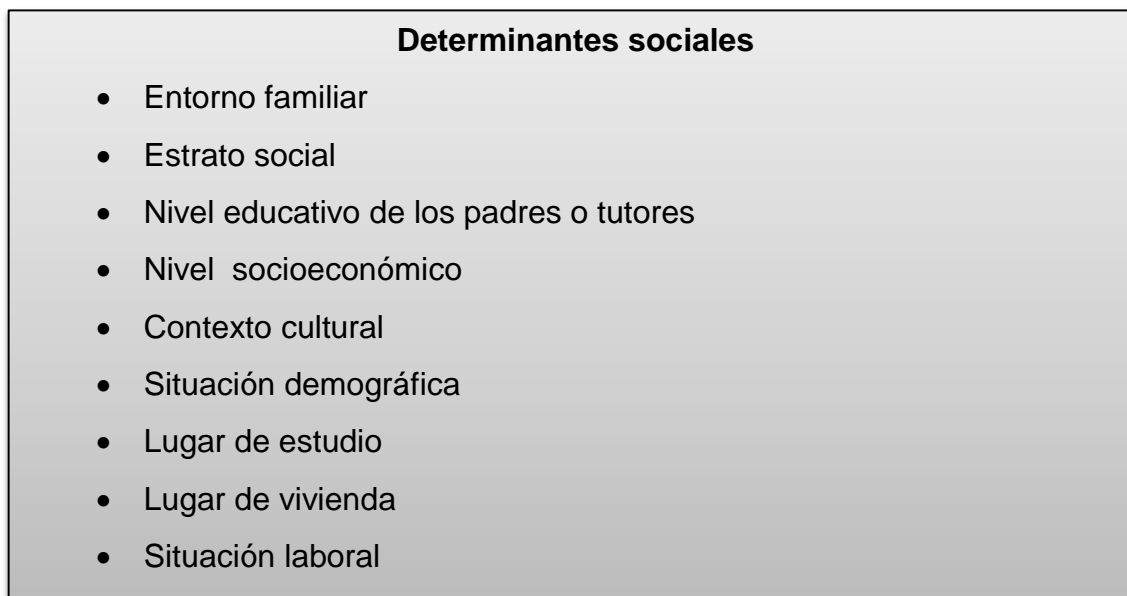 Determinantes sociales
• Entorno familiar
• Estrato social
• Nivel educativo de los padres o tutores
• Nivel  socioeconómico
• Contexto cultural
• Situación demográfica
• Lugar de estudio
• Lugar de vivienda
• Situación laboral